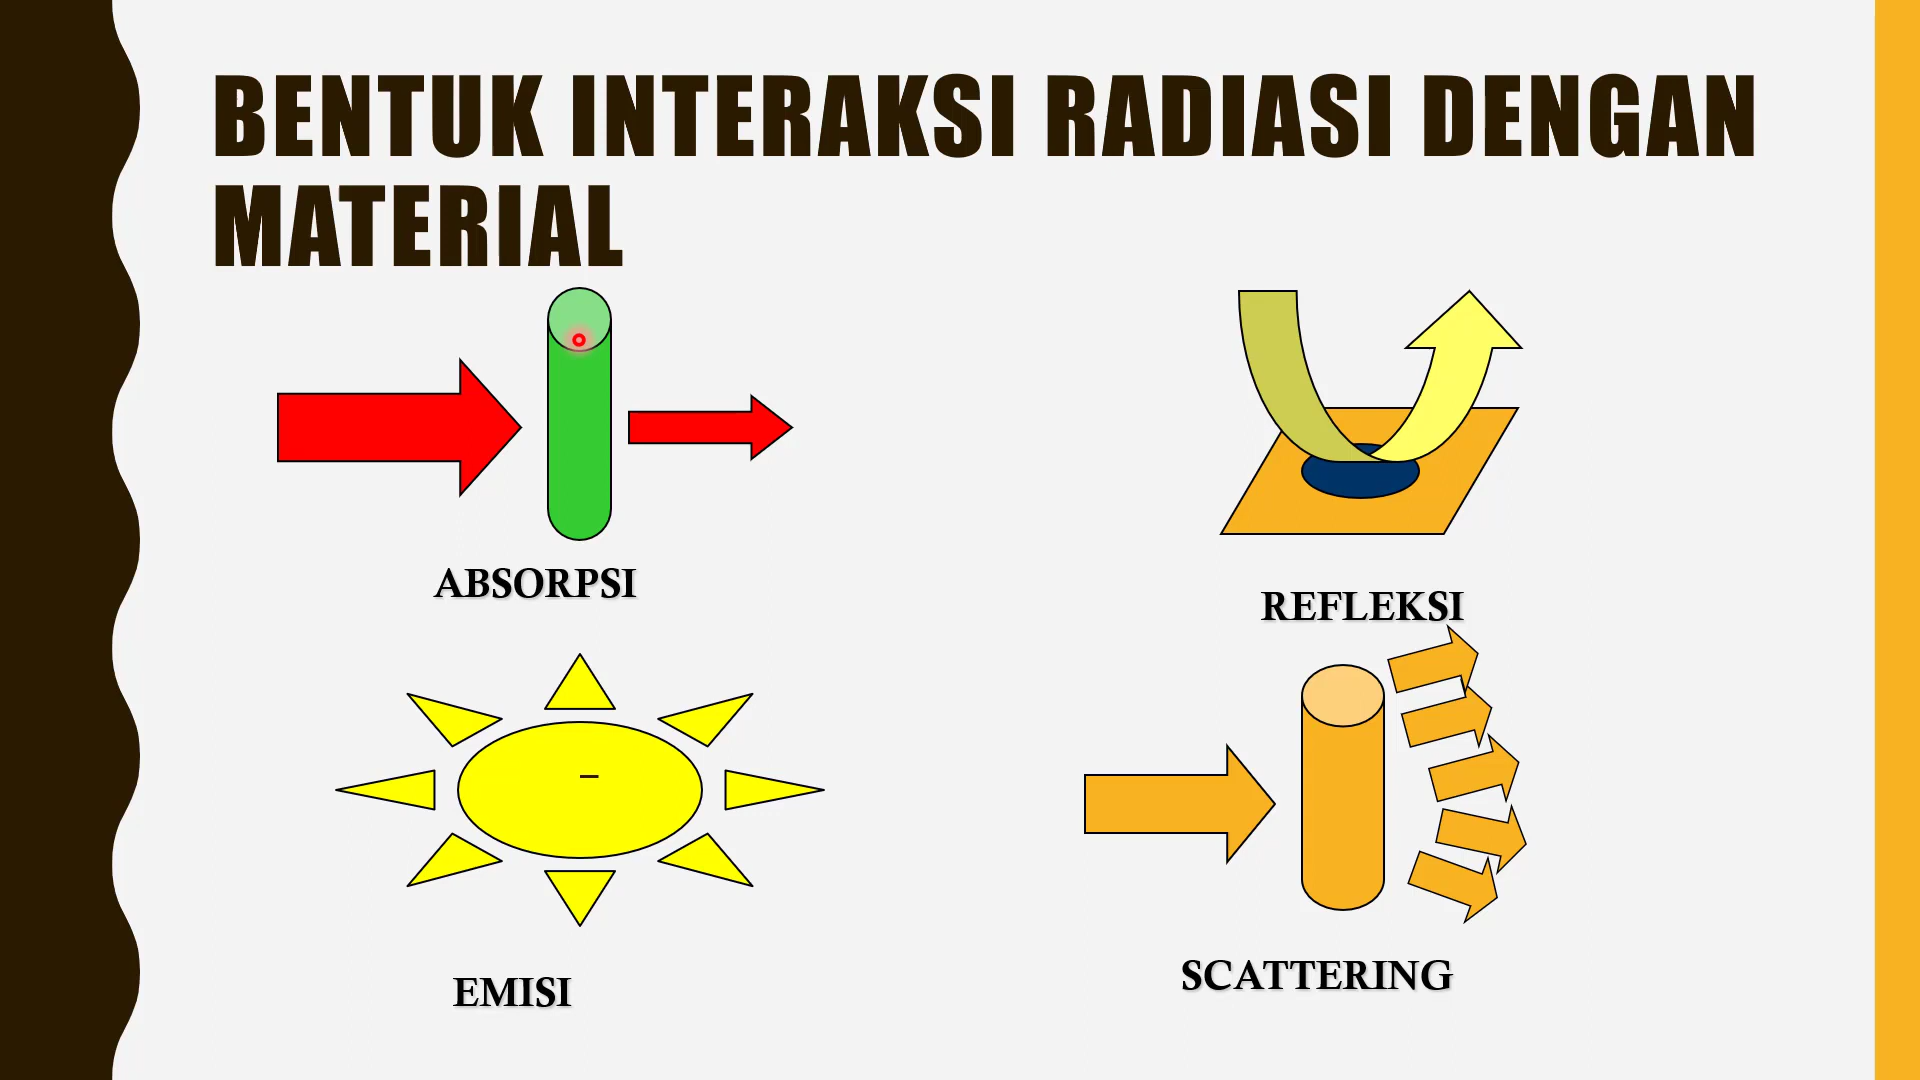 BENTUK INTERAKSI RADIASI DENGAN
MATERIAL
ABSORPSI
REFLEKSI
EMISI
SCATTERING